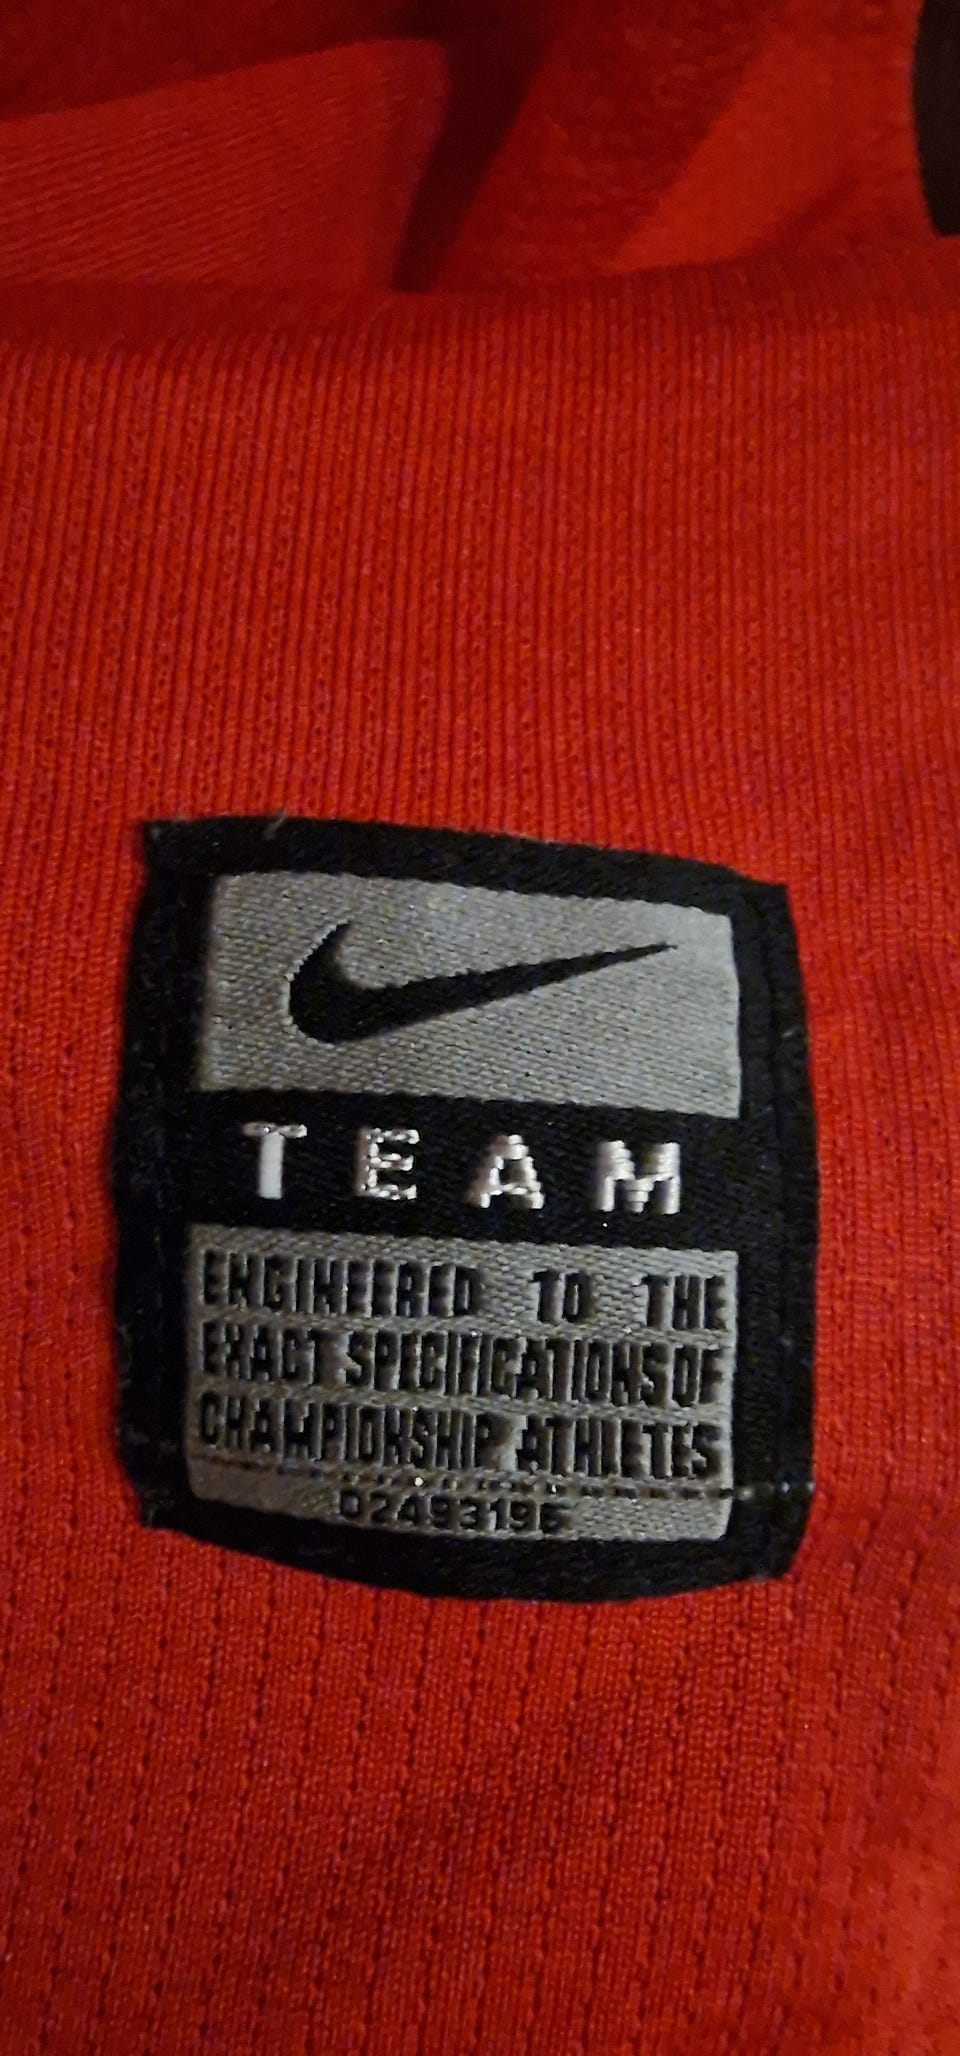 TEAM
ENGINEERED TO THE
EXACT SPECIFICATIONS OF
CHAMPIONSHIP ATHLETES
02493196